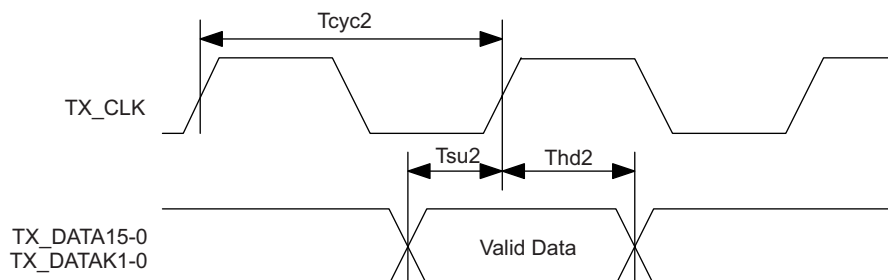 Tcyc2
TX_CLK
Tsu2
Thd2
TX_DATA15-0
TX_DATAK1-0
Valid Data